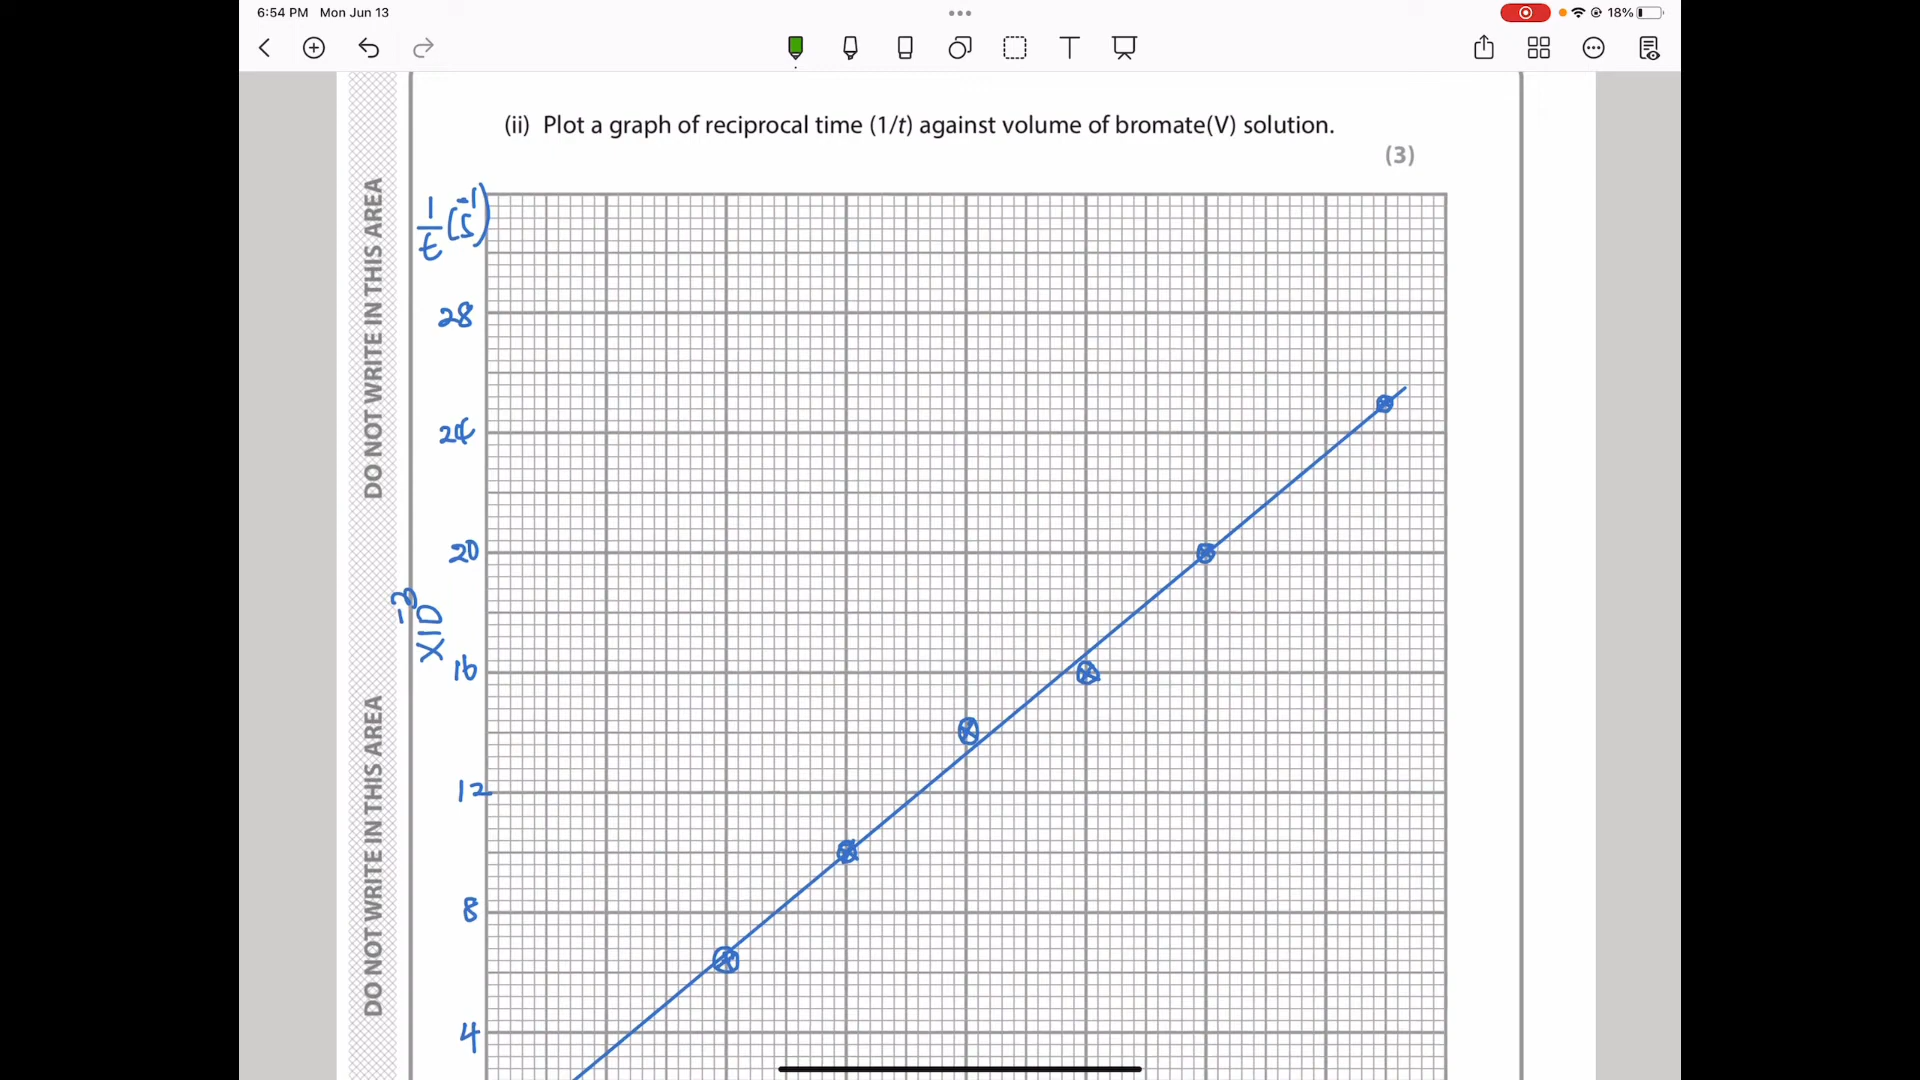 6:54 PM Mon Jun 13
18%
(ii) Plot a graph of reciprocal time (1/t) against volume of bromate(V) solution.
(3)
DO NOT WRITE IN THIS AREA
DO NOT WRITE IN THIS AREA
1/t (s⁻¹)
28
24
20
×10⁻³
16
12
8
4